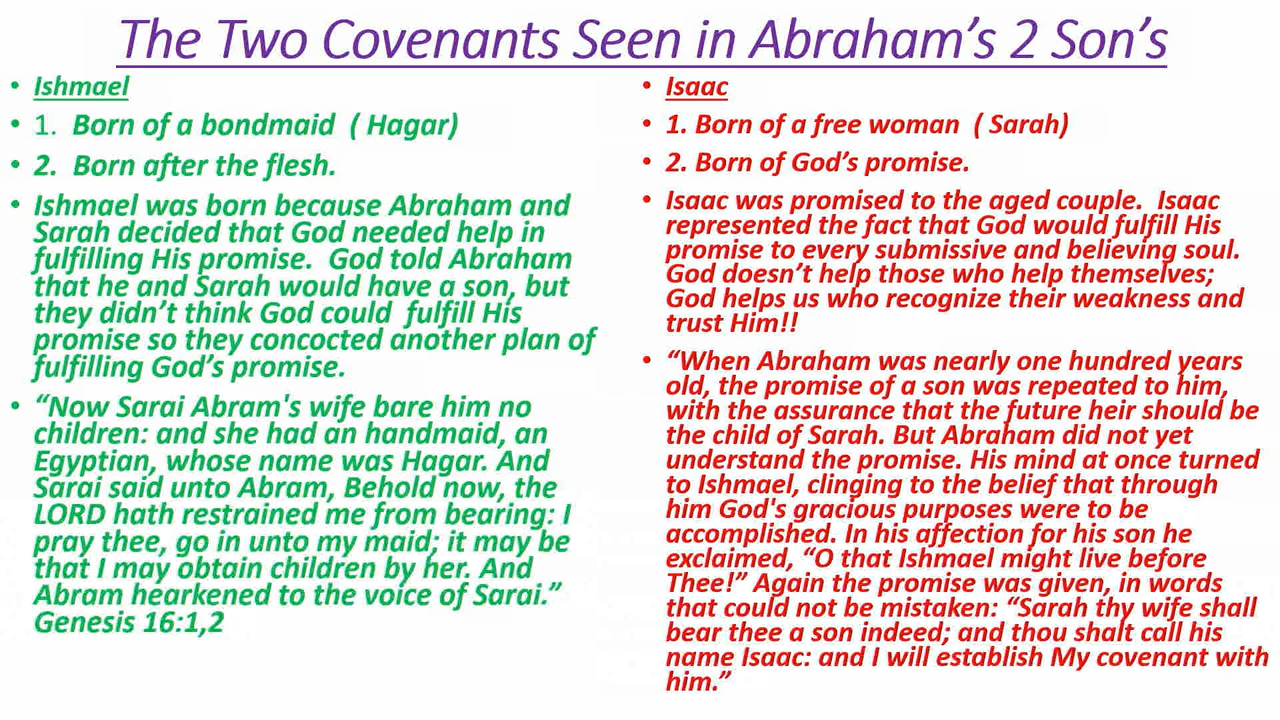 The Two Covenants Seen in Abraham's 2 Son's
• Ishmael
• 1. Born of a bondmaid ( Hagar)
• 2. Born after the flesh.
• Ishmael was born because Abraham and
Sarah decided that God needed help in
fulfilling His promise. God told Abraham
that he and Sarah would have a son, but
they didn't think God could fulfill His
promise so they concocted another plan of
fulfilling God's promise.
• “Now Sarai Abram's wife bare him no
children: and she had an handmaid, an
Egyptian, whose name was Hagar. And
Sarai said unto Abram, Behold now, the
LORD hath restrained me from bearing: I
pray thee, go in unto my maid; it may be
that I may obtain children by her. And
Abram hearkened to the voice of Sarai.”
Genesis 16:1,2
• Isaac
• 1. Born of a free woman ( Sarah)
• 2. Born of God's promise.
• Isaac was promised to the aged couple. Isaac
represented the fact that God would fulfill His
promise to every submissive and believing soul.
God doesn't help those who help themselves;
God helps us who recognize their weakness and
trust Him!!
• “When Abraham was nearly one hundred years
old, the promise of a son was repeated to him,
with the assurance that the future heir should be
the child of Sarah. But Abraham did not yet
understand the promise. His mind at once turned
to Ishmael, clinging to the belief that through
him God's gracious purposes were to be
accomplished. In his affection for his son he
exclaimed, “O that Ishmael might live before
Thee!” Again the promise was given, in words
that could not be mistaken: “Sarah thy wife shall
bear thee a son indeed; and thou shalt call his
name Isaac: and I will establish My covenant with
him.”